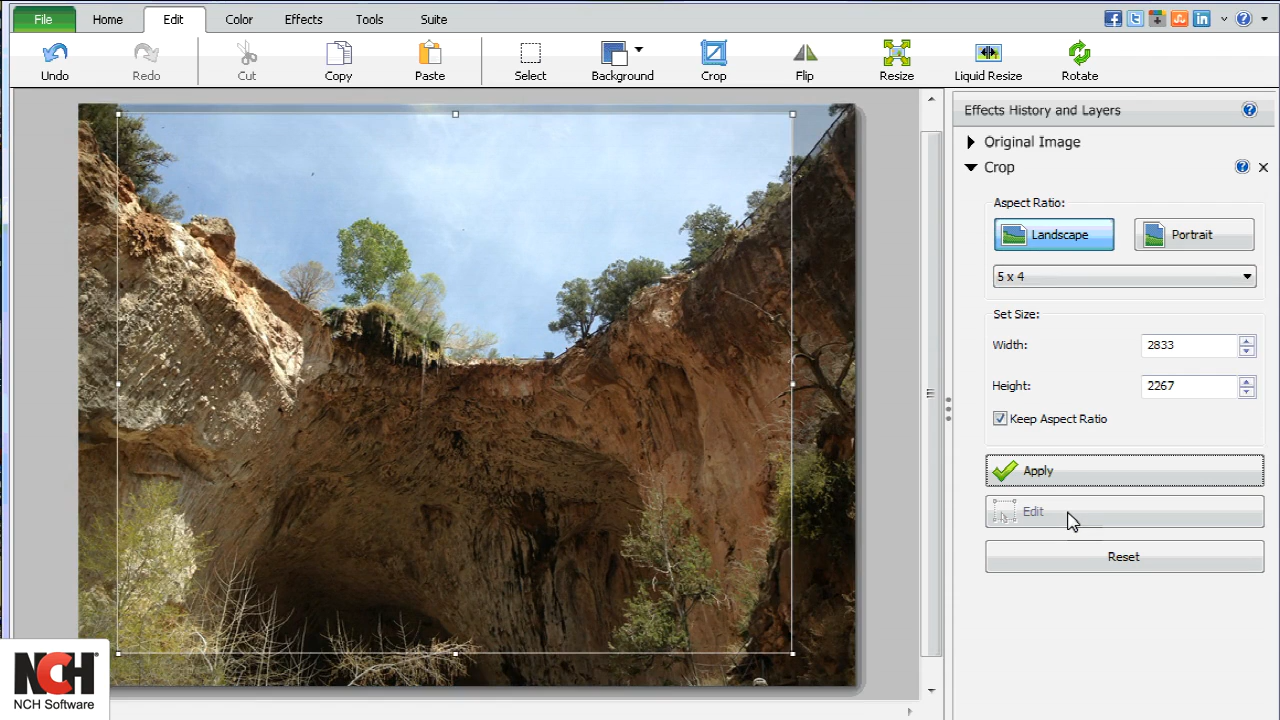 File Home Edit Color Effects Tools Suite
Undo Redo Cut Copy Paste Select Background Crop Flip Resize Liquid Resize Rotate
Effects History and Layers
Original Image
Crop
Aspect Ratio:
Landscape Portrait
5 x 4
Set Size:
Width: 2833
Height: 2267
Keep Aspect Ratio
Apply
Edit
Reset
NCH®
NCH Software